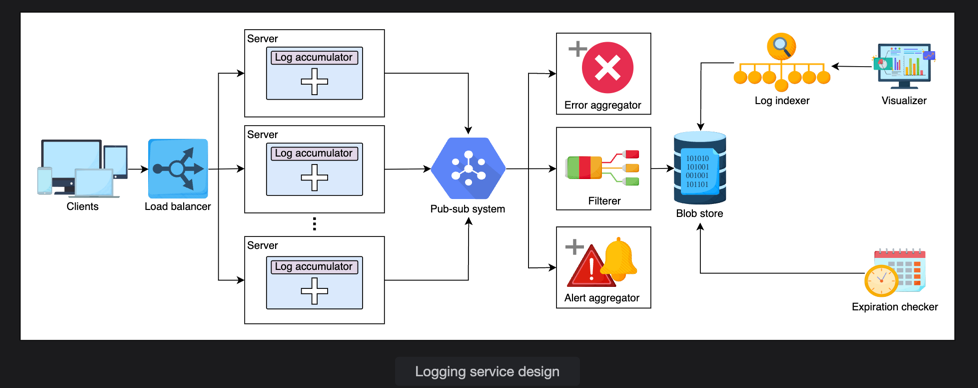 Server
Log accumulator
Server
Log accumulator
Server
Log accumulator
Clients
Load balancer
Pub-sub system
Error aggregator
Filterer
Alert aggregator
Log indexer
Visualizer
101010
101001
001001
101101
Blob store
Expiration checker
Logging service design